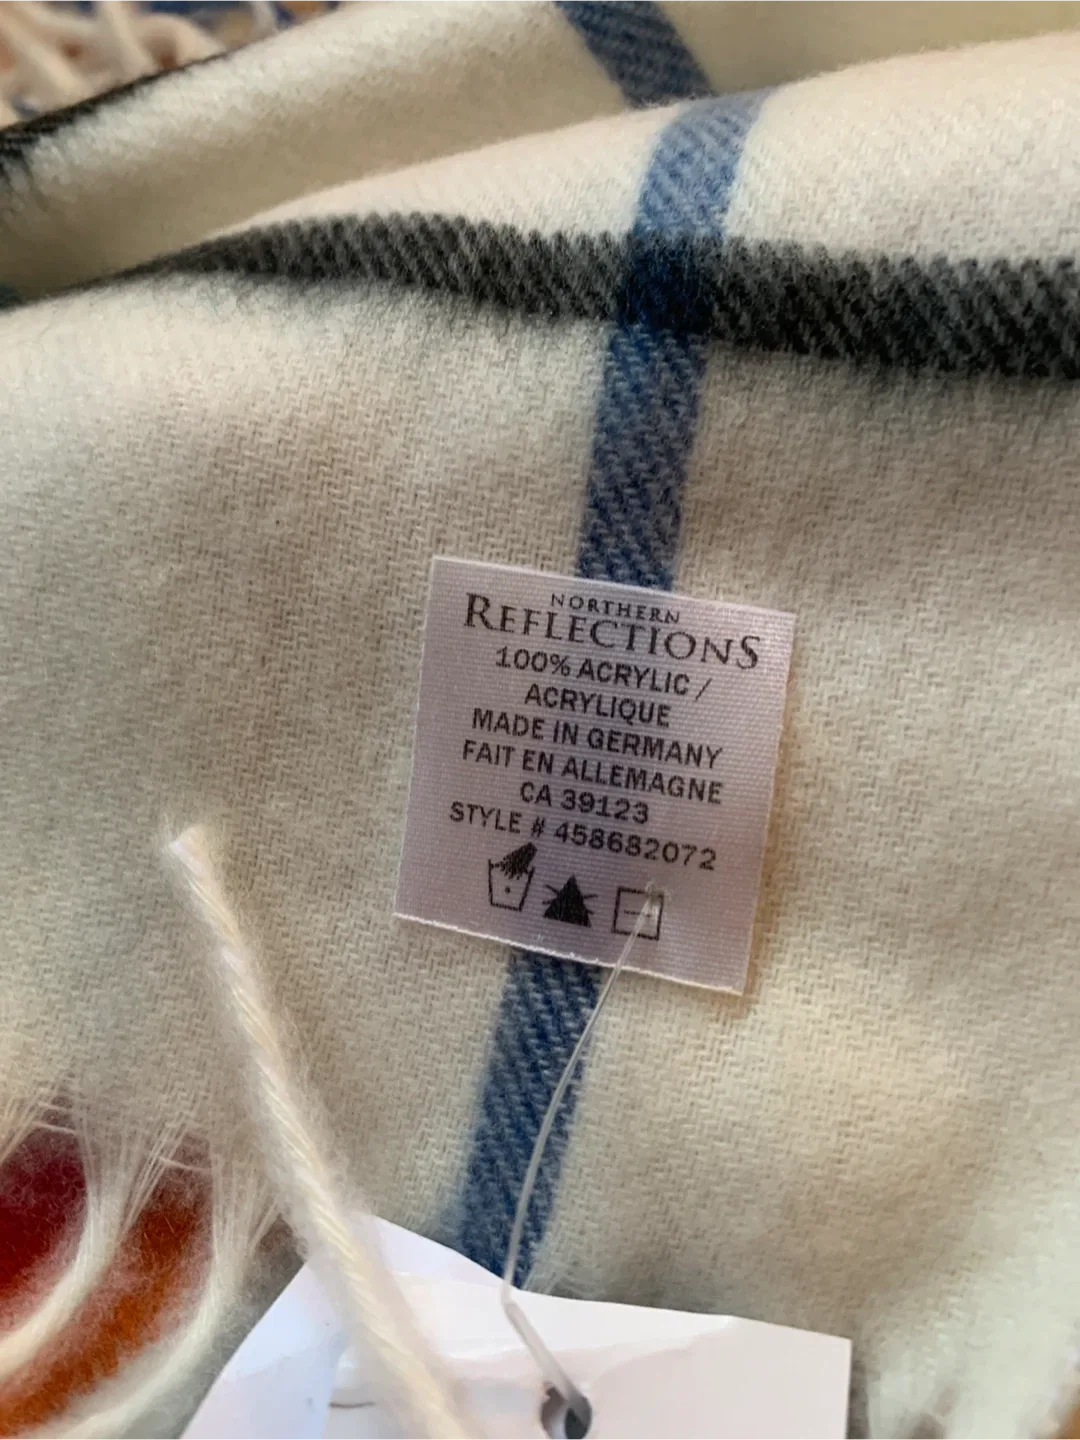 NORTHERN
REFLECTIONS
100% ACRYLIC /
ACRYLIQUE
MADE IN GERMANY
FAIT EN ALLEMAGNE
CA 39123
STYLE # 458682072